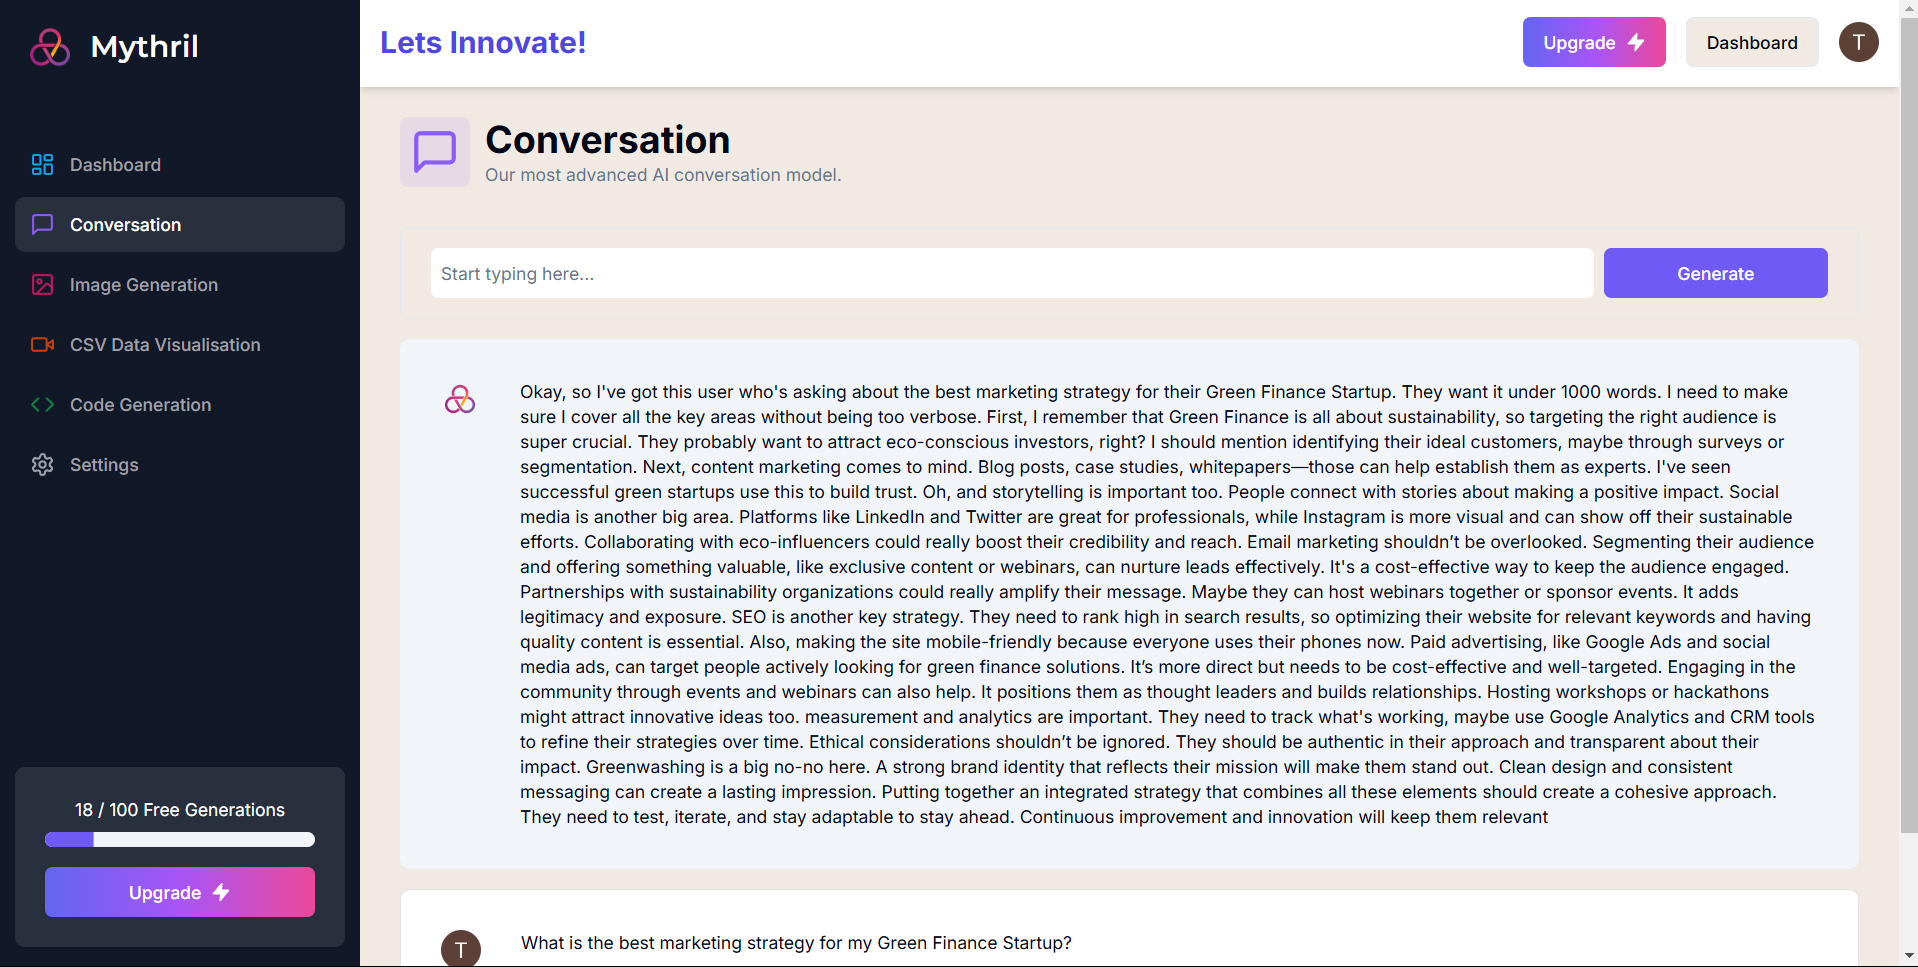 Mythril
Dashboard
Conversation
Image Generation
CSV Data Visualisation
Code Generation
Settings
18 / 100 Free Generations
Upgrade
Lets Innovate!
Upgrade
Dashboard
T
Conversation
Our most advanced AI conversation model.
Start typing here...
Generate
Okay, so I've got this user who's asking about the best marketing strategy for their Green Finance Startup. They want it under 1000 words. I need to make
sure I cover all the key areas without being too verbose. First, I remember that Green Finance is all about sustainability, so targeting the right audience is
super crucial. They probably want to attract eco-conscious investors, right? I should mention identifying their ideal customers, maybe through surveys or
segmentation. Next, content marketing comes to mind. Blog posts, case studies, whitepapers—those can help establish them as experts. I've seen
successful green startups use this to build trust. Oh, and storytelling is important too. People connect with stories about making a positive impact. Social
media is another big area. Platforms like LinkedIn and Twitter are great for professionals, while Instagram is more visual and can show off their sustainable
efforts. Collaborating with eco-influencers could really boost their credibility and reach. Email marketing shouldn’t be overlooked. Segmenting their audience
and offering something valuable, like exclusive content or webinars, can nurture leads effectively. It's a cost-effective way to keep the audience engaged.
Partnerships with sustainability organizations could really amplify their message. Maybe they can host webinars together or sponsor events. It adds
legitimacy and exposure. SEO is another key strategy. They need to rank high in search results, so optimizing their website for relevant keywords and having
quality content is essential. Also, making the site mobile-friendly because everyone uses their phones now. Paid advertising, like Google Ads and social
media ads, can target people actively looking for green finance solutions. It’s more direct but needs to be cost-effective and well-targeted. Engaging in the
community through events and webinars can also help. It positions them as thought leaders and builds relationships. Hosting workshops or hackathons
might attract innovative ideas too. measurement and analytics are important. They need to track what's working, maybe use Google Analytics and CRM tools
to refine their strategies over time. Ethical considerations shouldn’t be ignored. They should be authentic in their approach and transparent about their
impact. Greenwashing is a big no-no here. A strong brand identity that reflects their mission will make them stand out. Clean design and consistent
messaging can create a lasting impression. Putting together an integrated strategy that combines all these elements should create a cohesive approach.
They need to test, iterate, and stay adaptable to stay ahead. Continuous improvement and innovation will keep them relevant
T
What is the best marketing strategy for my Green Finance Startup?